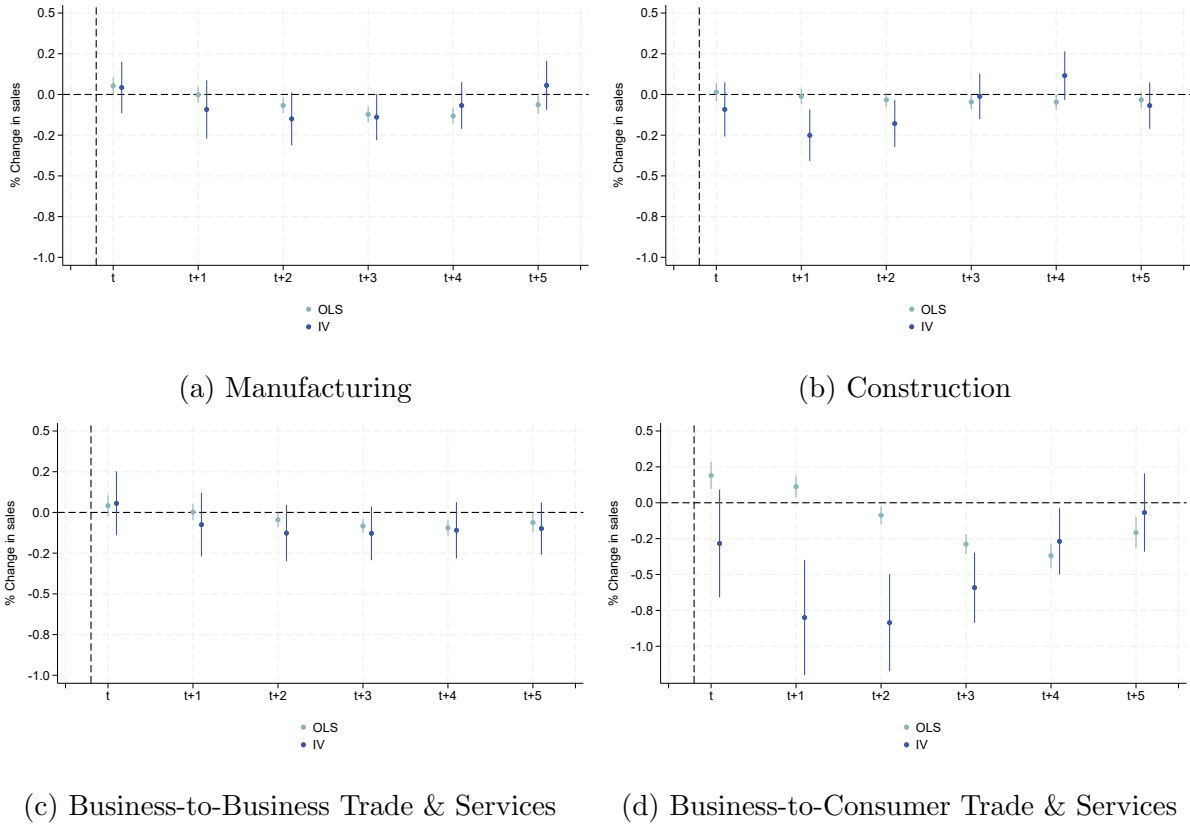 0.5
0.2
0.0
-0.2
-0.5
-0.8
-1.0
% Change in sales
t t+1 t+2 t+3 t+4 t+5
OLS
IV
(a) Manufacturing
0.5
0.2
0.0
-0.2
-0.5
-0.8
-1.0
% Change in sales
t t+1 t+2 t+3 t+4 t+5
OLS
IV
(b) Construction
0.5
0.2
0.0
-0.2
-0.5
-0.8
-1.0
% Change in sales
t t+1 t+2 t+3 t+4 t+5
OLS
IV
(c) Business-to-Business Trade & Services
0.5
0.2
0.0
-0.2
-0.5
-0.8
-1.0
% Change in sales
t t+1 t+2 t+3 t+4 t+5
OLS
IV
(d) Business-to-Consumer Trade & Services